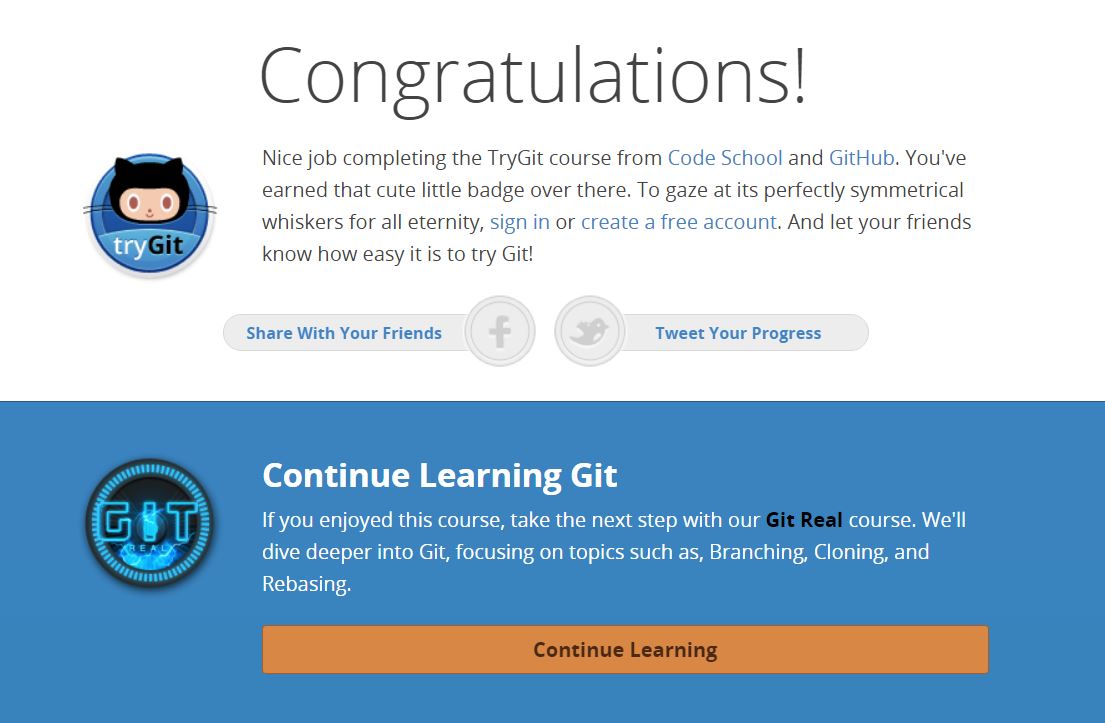 Congratulations!
Nice job completing the TryGit course from Code School and GitHub. You've
earned that cute little badge over there. To gaze at its perfectly symmetrical
whiskers for all eternity, sign in or create a free account. And let your friends
know how easy it is to try Git!
tryGit
Share With Your Friends
Tweet Your Progress
Continue Learning Git
If you enjoyed this course, take the next step with our Git Real course. We'll
dive deeper into Git, focusing on topics such as, Branching, Cloning, and
Rebasing.
GIT
REAL
Continue Learning